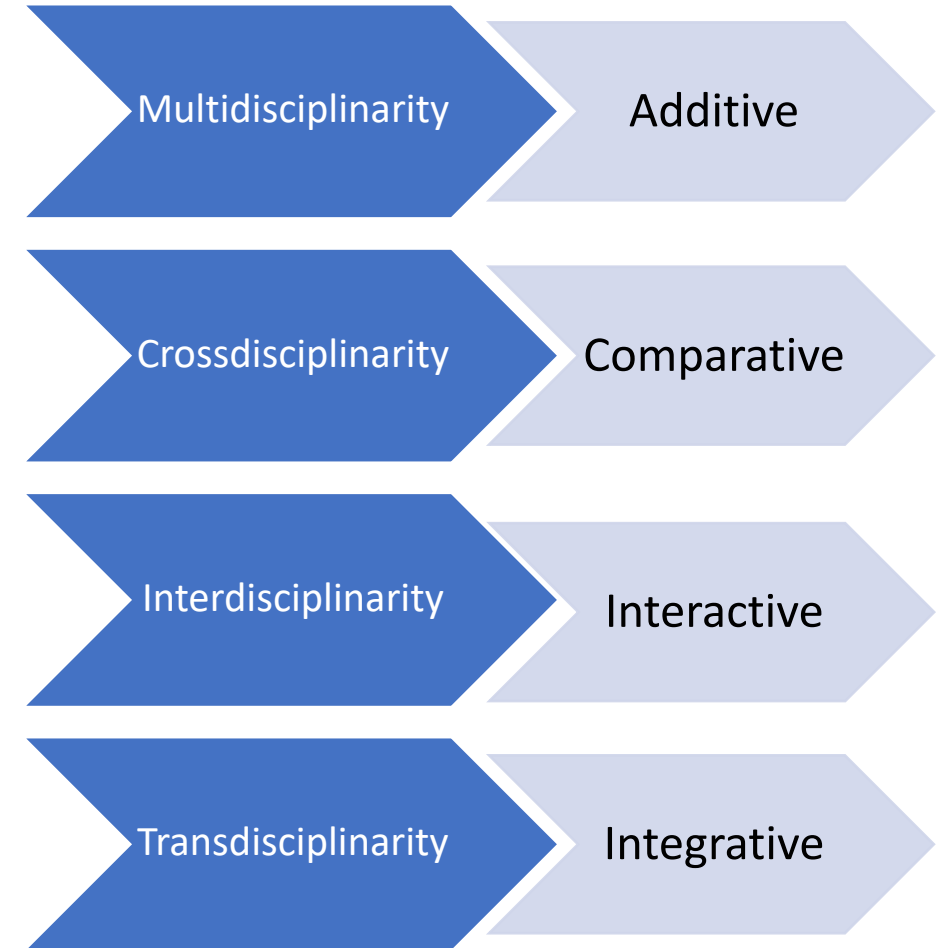 Multidisciplinarity
Additive
Crossdisciplinarity
Comparative
Interdisciplinarity
Interactive
Transdisciplinarity
Integrative